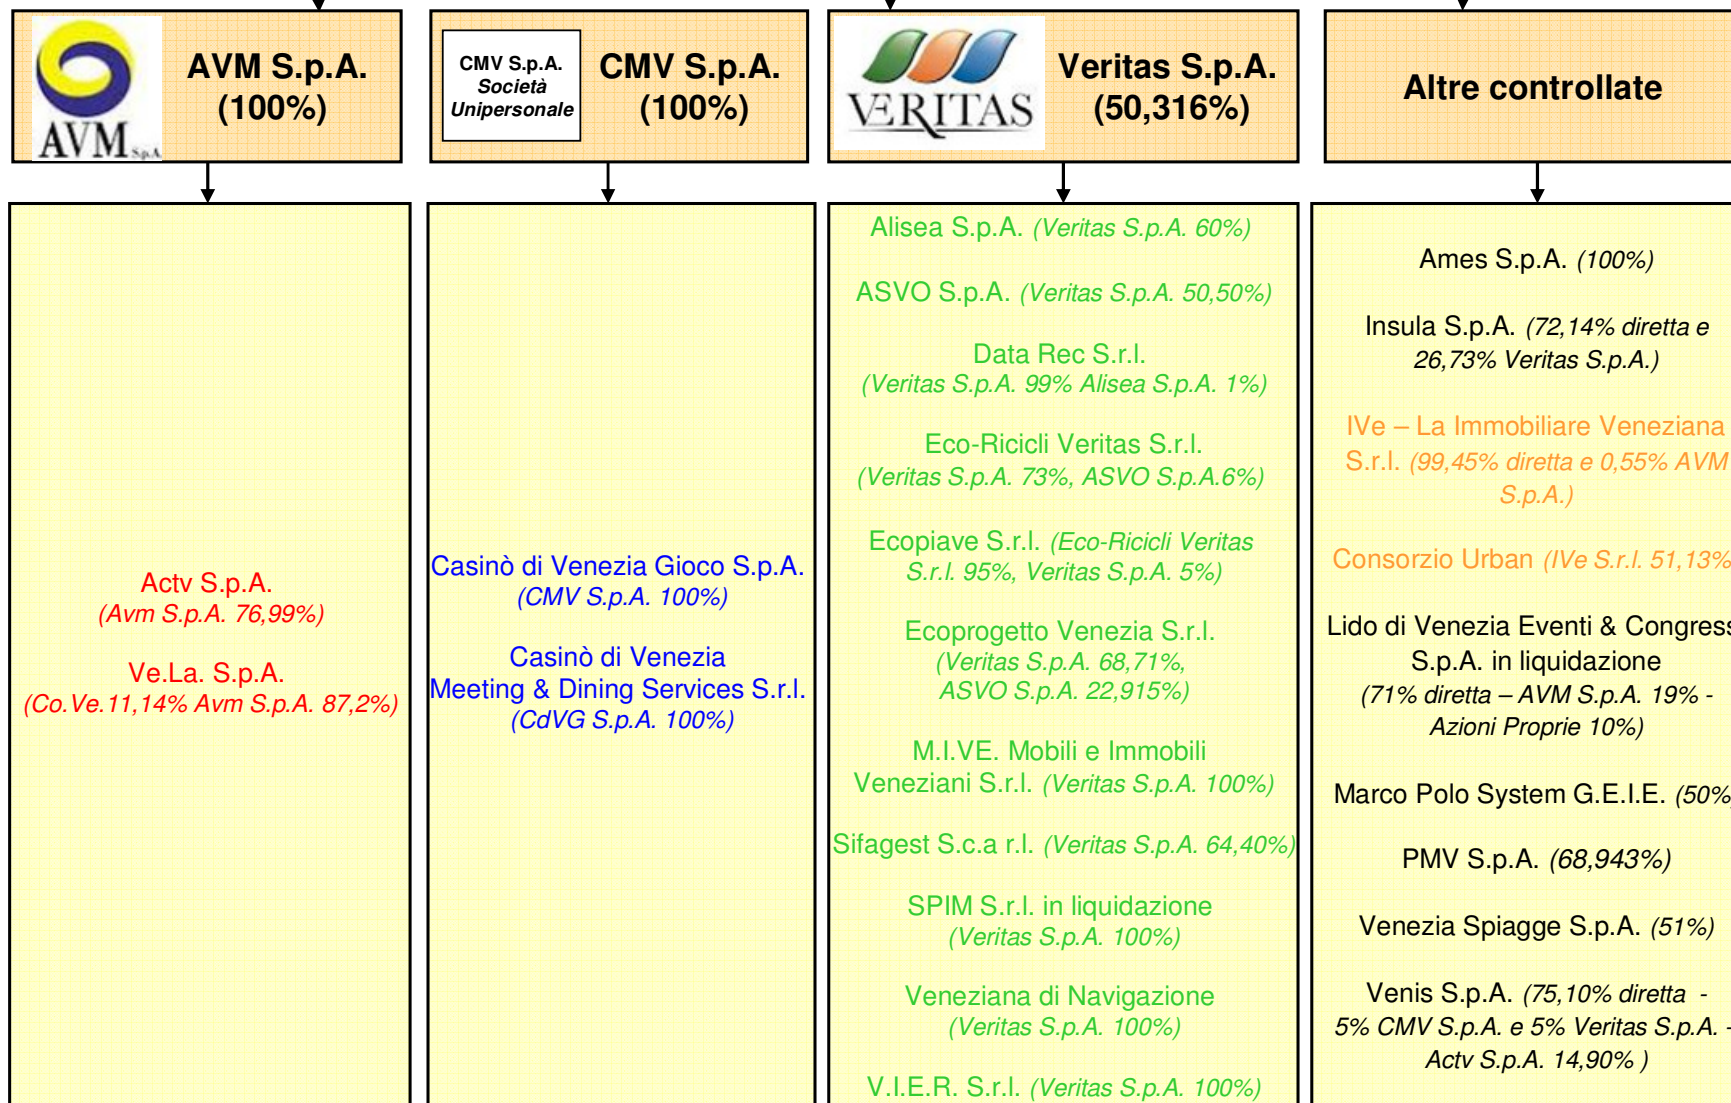 AVM S.p.A.
AVM S.p.A.
(100%)
CMV S.p.A.
Società
Unipersonale
CMV S.p.A.
(100%)
VERITAS
Veritas S.p.A.
(50,316%)
Altre controllate
Actv S.p.A.
(Avm S.p.A. 76,99%)
Ve.La. S.p.A.
(Co.Ve.11,14% Avm S.p.A. 87,2%)
Casinò di Venezia Gioco S.p.A.
(CMV S.p.A. 100%)
Casinò di Venezia
Meeting & Dining Services S.r.l.
(CdVG S.p.A. 100%)
Alisea S.p.A. (Veritas S.p.A. 60%)
ASVO S.p.A. (Veritas S.p.A. 50,50%)
Data Rec S.r.l.
(Veritas S.p.A. 99% Alisea S.p.A. 1%)
Eco-Ricicli Veritas S.r.l.
(Veritas S.p.A. 73%, ASVO S.p.A.6%)
Ecopiave S.r.l. (Eco-Ricicli Veritas
S.r.l. 95%, Veritas S.p.A. 5%)
Ecoprogetto Venezia S.r.l.
(Veritas S.p.A. 68,71%,
ASVO S.p.A. 22,915%)
M.I.VE. Mobili e Immobili
Veneziani S.r.l. (Veritas S.p.A. 100%)
Sifagest S.c.a r.l. (Veritas S.p.A. 64,40%)
SPIM S.r.l. in liquidazione
(Veritas S.p.A. 100%)
Veneziana di Navigazione
(Veritas S.p.A. 100%)
V.I.E.R. S.r.l. (Veritas S.p.A. 100%)
Ames S.p.A. (100%)
Insula S.p.A. (72,14% diretta e
26,73% Veritas S.p.A.)
IVe – La Immobiliare Veneziana
S.r.l. (99,45% diretta e 0,55% AVM
S.p.A.)
Consorzio Urban (IVe S.r.l. 51,13%
Lido di Venezia Eventi & Congress
S.p.A. in liquidazione
(71% diretta – AVM S.p.A. 19% -
Azioni Proprie 10%)
Marco Polo System G.E.I.E. (50%)
PMV S.p.A. (68,943%)
Venezia Spiagge S.p.A. (51%)
Venis S.p.A. (75,10% diretta -
5% CMV S.p.A. e 5% Veritas S.p.A. -
Actv S.p.A. 14,90% )